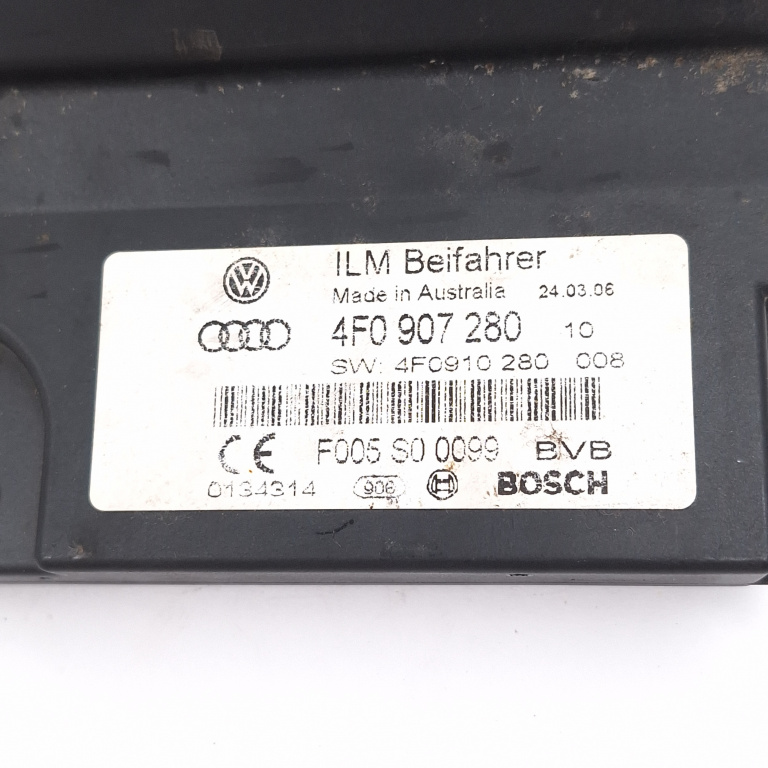 ILM Beifahrer
Made in Australia 24.03.06
4F0 907 280 10
SW: 4F0910 280 008
CE F005 S0 0099 BVB
0134314 906 BOSCH